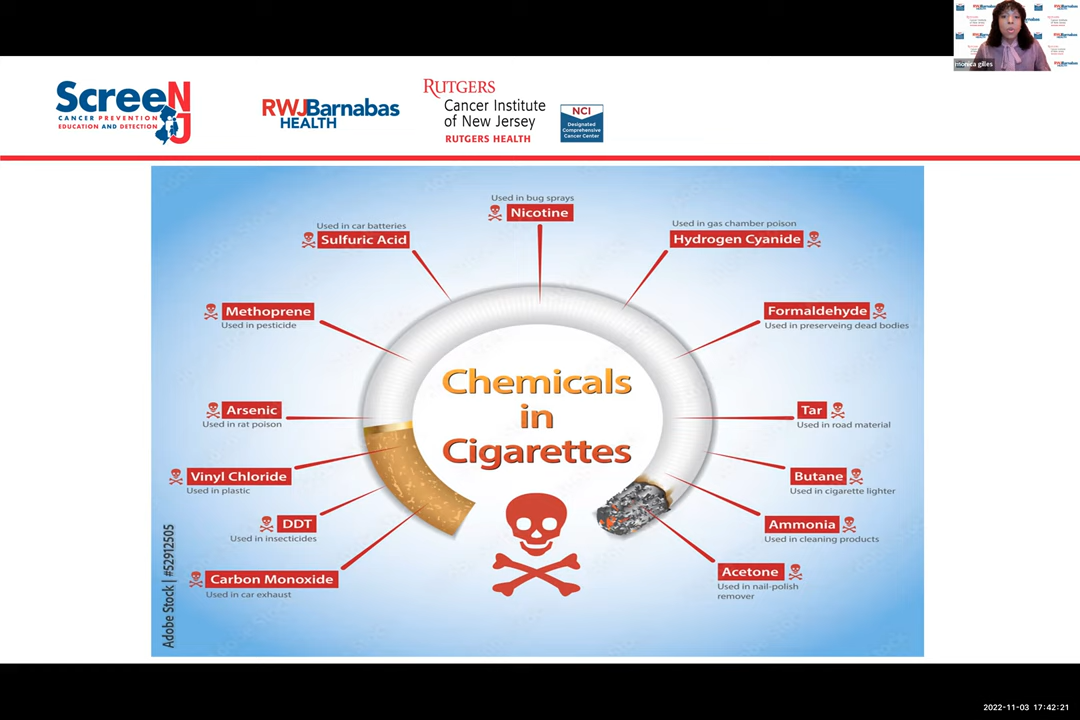 monica gilles
ScreeNJ
CANCER PREVENTION
EDUCATION AND DETECTION
RWJBarnabas
HEALTH
RUTGERS
Cancer Institute
of New Jersey
RUTGERS HEALTH
NCI
Designated
Comprehensive
Cancer Center
Used in bug sprays
Nicotine
Used in car batteries
Sulfuric Acid
Used in gas chamber poison
Hydrogen Cyanide
Methoprene
Used in pesticide
Formaldehyde
Used in preserveing dead bodies
Chemicals
in
Cigarettes
Arsenic
Used in rat poison
Tar
Used in road material
Vinyl Chloride
Used in plastic
Butane
Used in cigarette lighter
DDT
Used in insecticides
Ammonia
Used in cleaning products
Carbon Monoxide
Used in car exhaust
Acetone
Used in nail-polish
remover
Adobe Stock | #52912505
2022-11-03 17:42:21